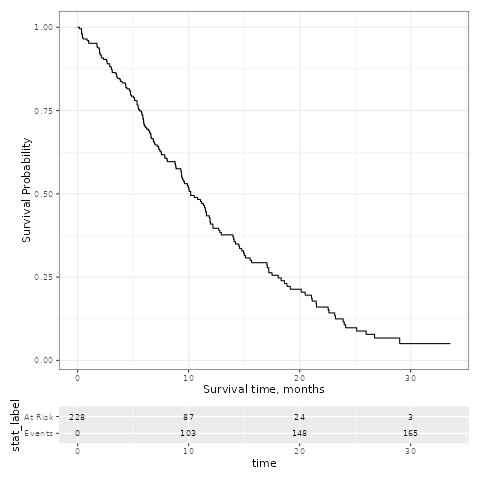 1.00
0.75
0.50
0.25
0.00
Survival Probability
0 10 20 30
Survival time, months
stat_label
At Risk 228 87 24 3
Events 0 103 148 165
0 10 20 30
time